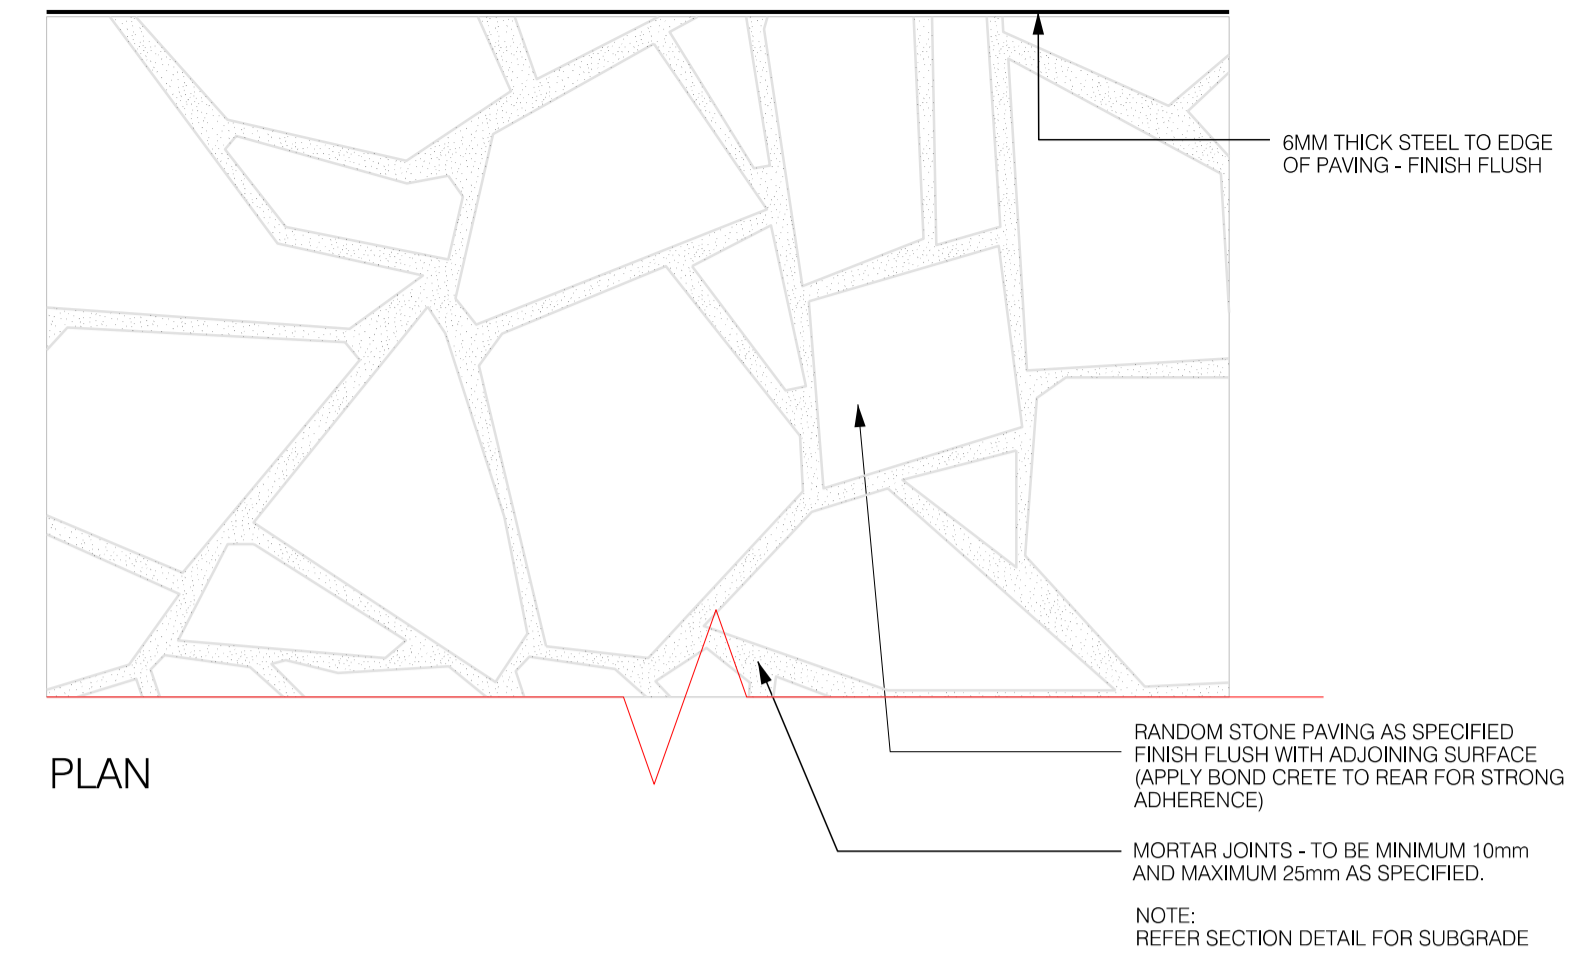 6MM THICK STEEL TO EDGE
OF PAVING - FINISH FLUSH
PLAN
RANDOM STONE PAVING AS SPECIFIED
FINISH FLUSH WITH ADJOINING SURFACE
(APPLY BOND CRETE TO REAR FOR STRONG
ADHERENCE)
MORTAR JOINTS - TO BE MINIMUM 10mm
AND MAXIMUM 25mm AS SPECIFIED.
NOTE:
REFER SECTION DETAIL FOR SUBGRADE